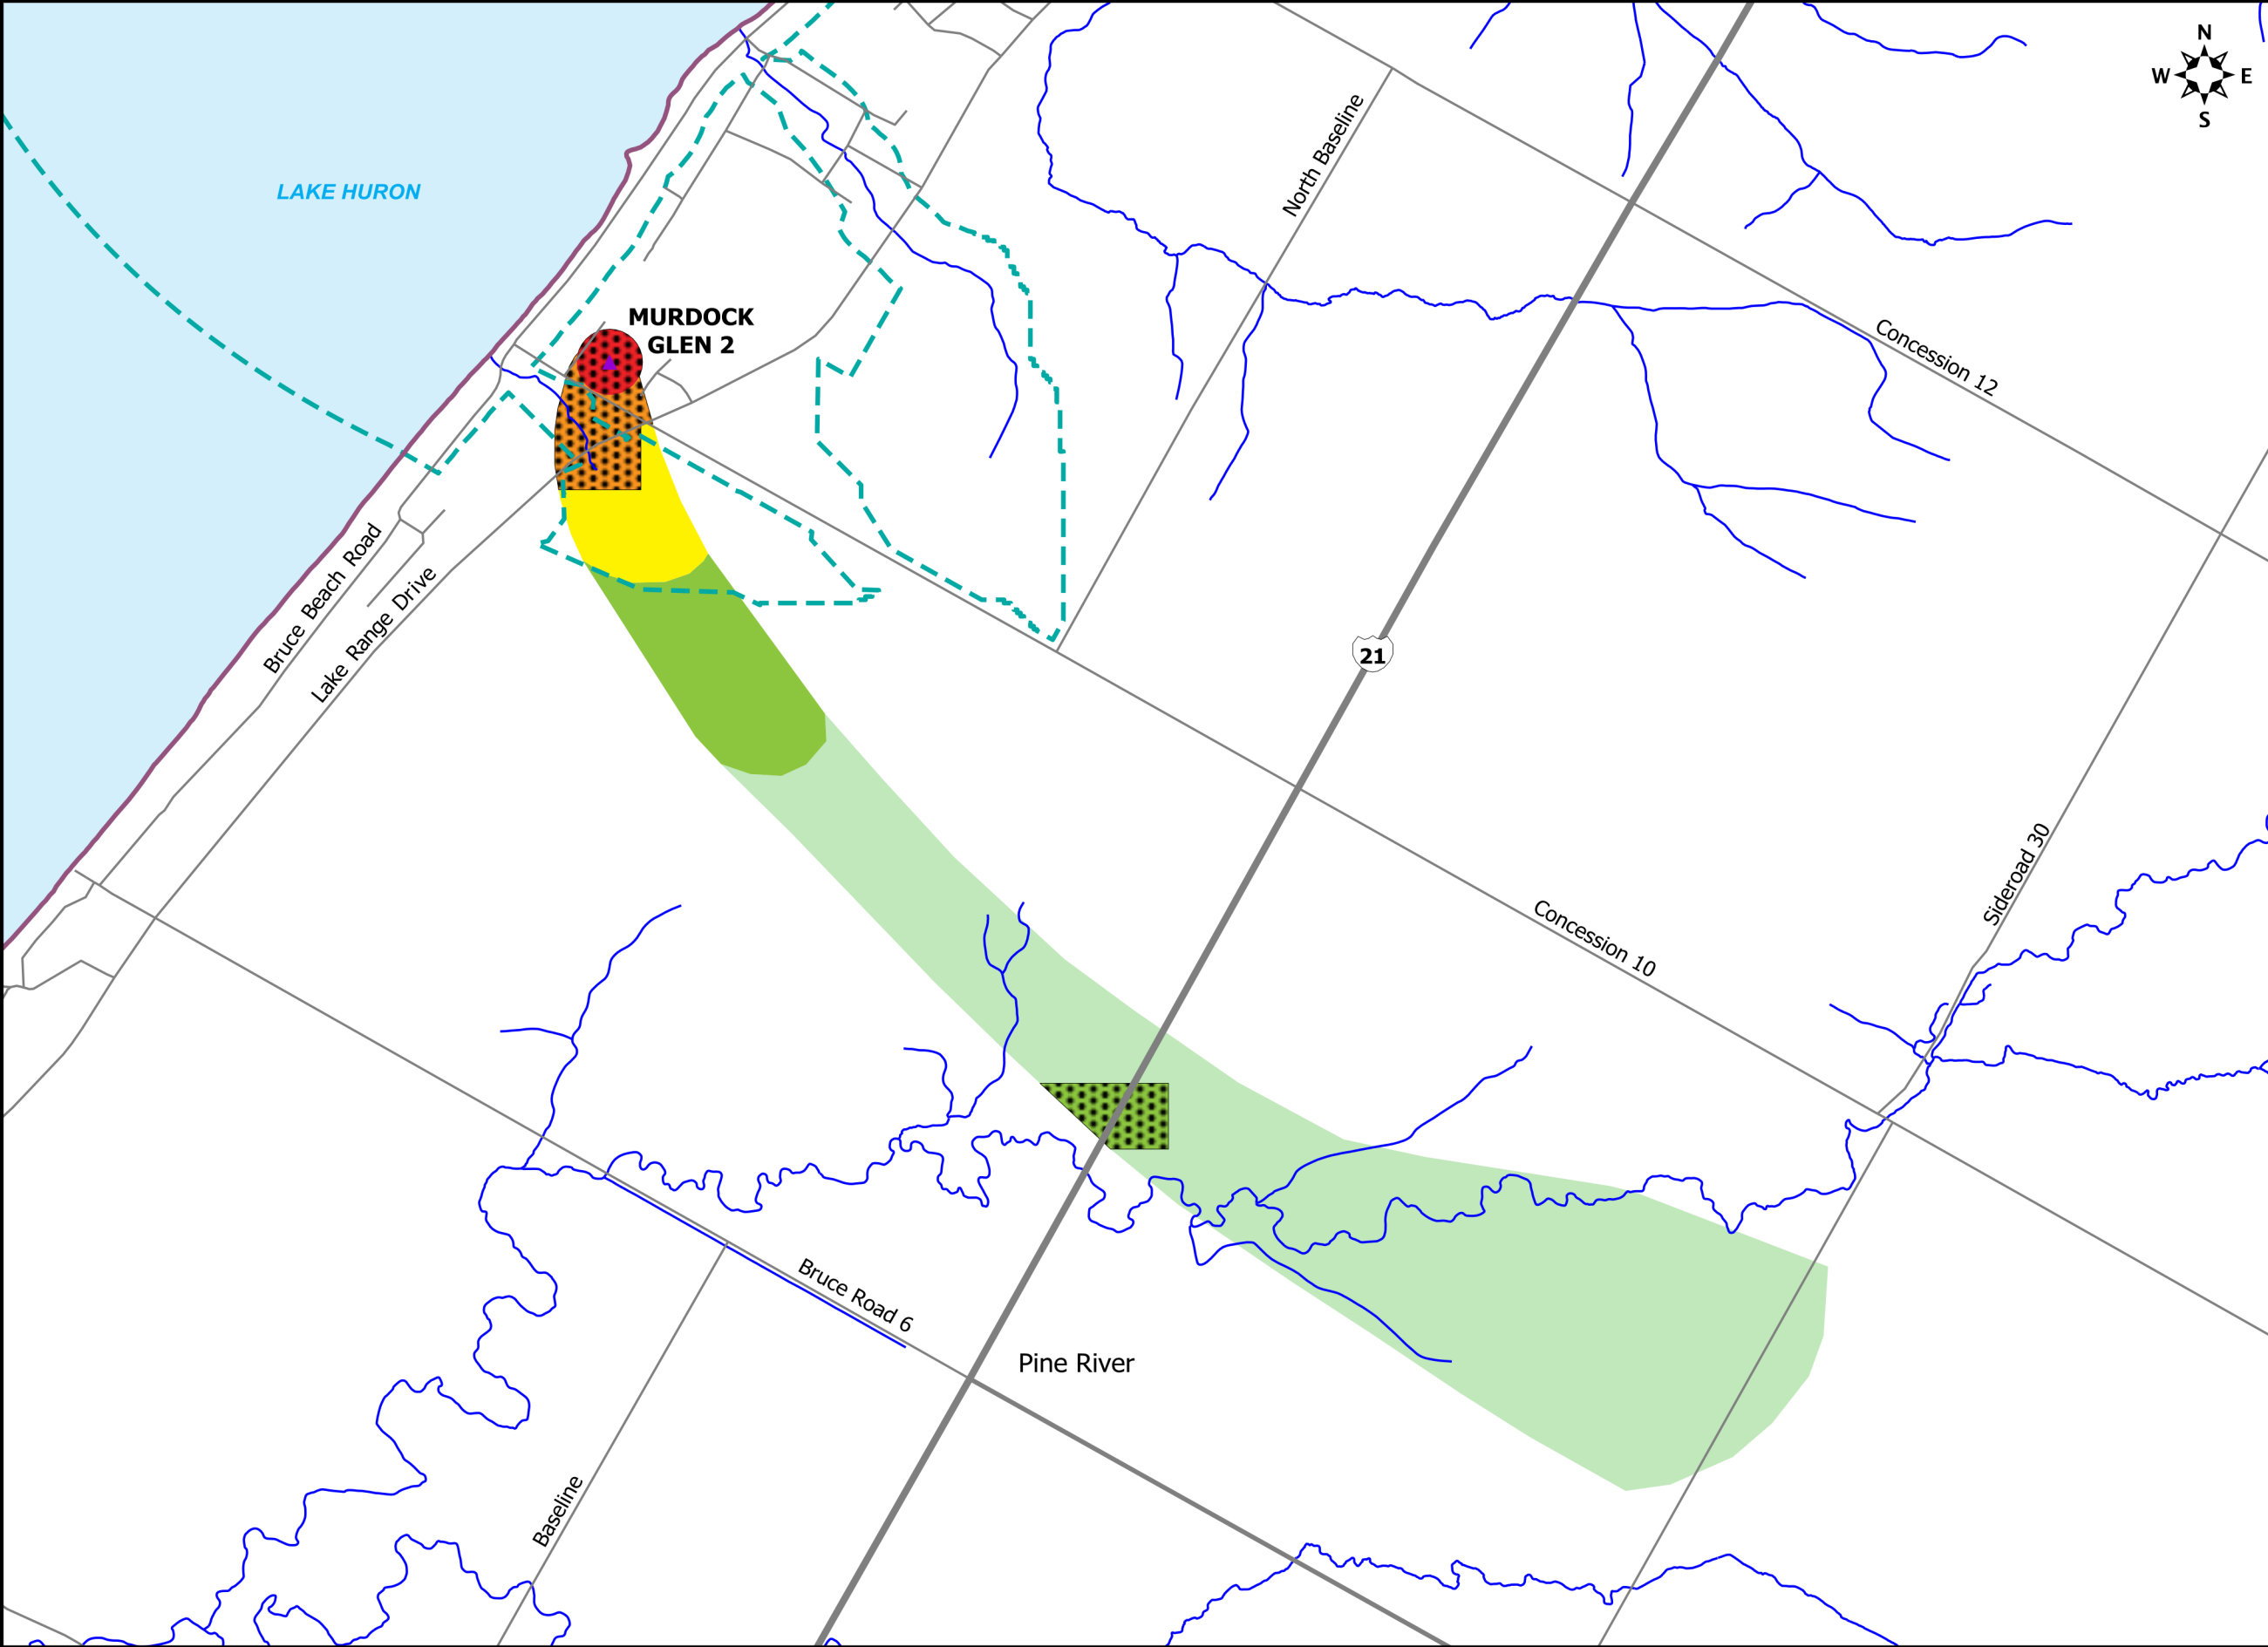 N
W E
S
LAKE HURON
North Baseline
MURDOCK
GLEN 2
Concession 12
Bruce Beach Road
Lake Range Drive
21
Sideroad 30
Concession 10
Bruce Road 6
Pine River
Baseline